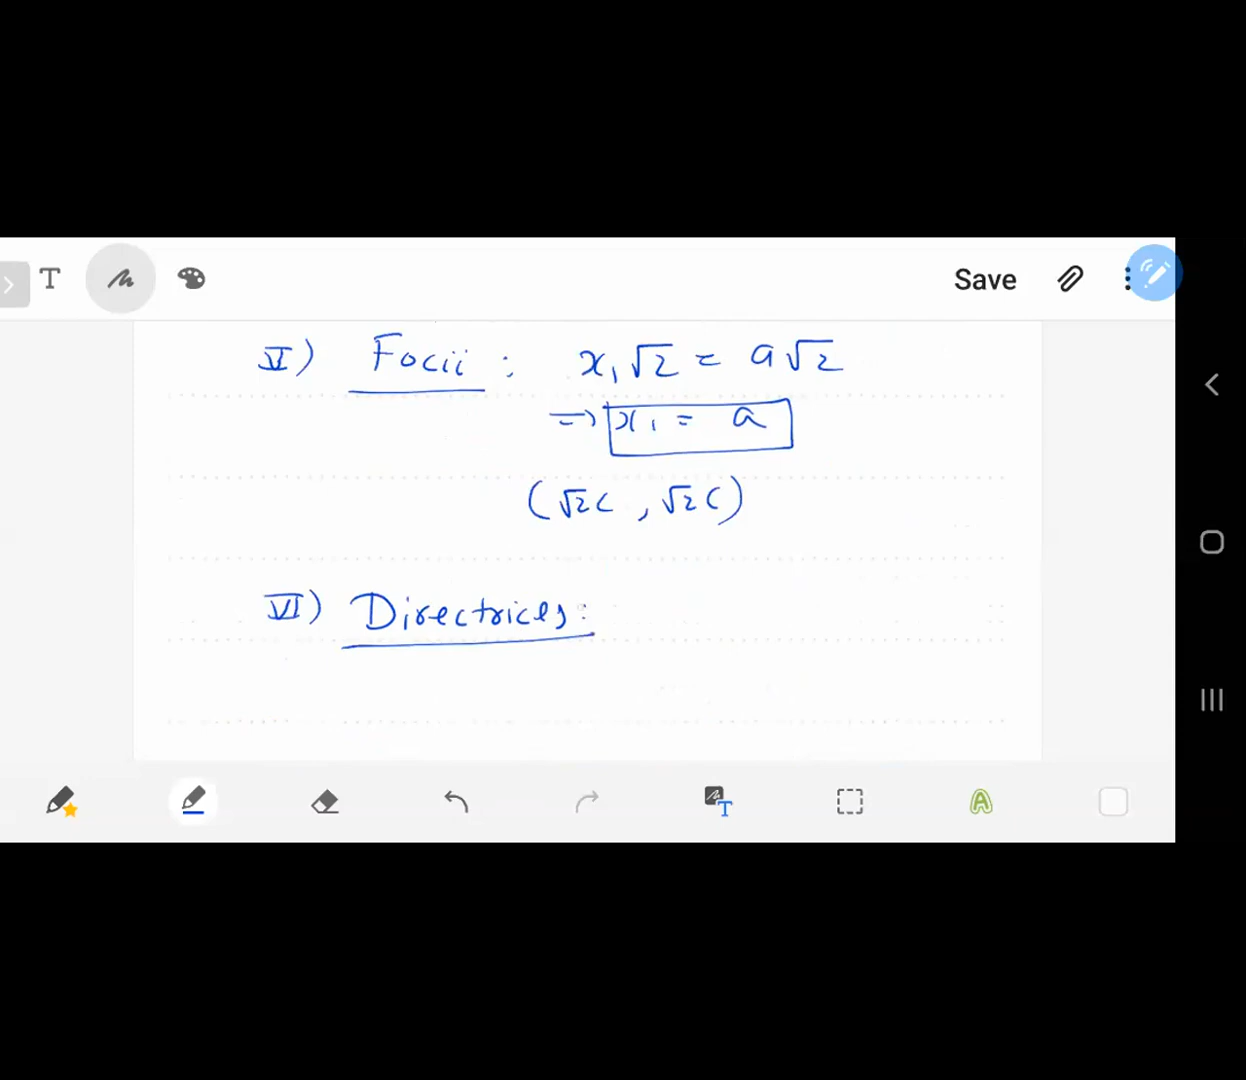 T Save
V) Focii : x₁√2 = a√2
=> x₁ = a
(√2c , √2c)
VI) Directrices: